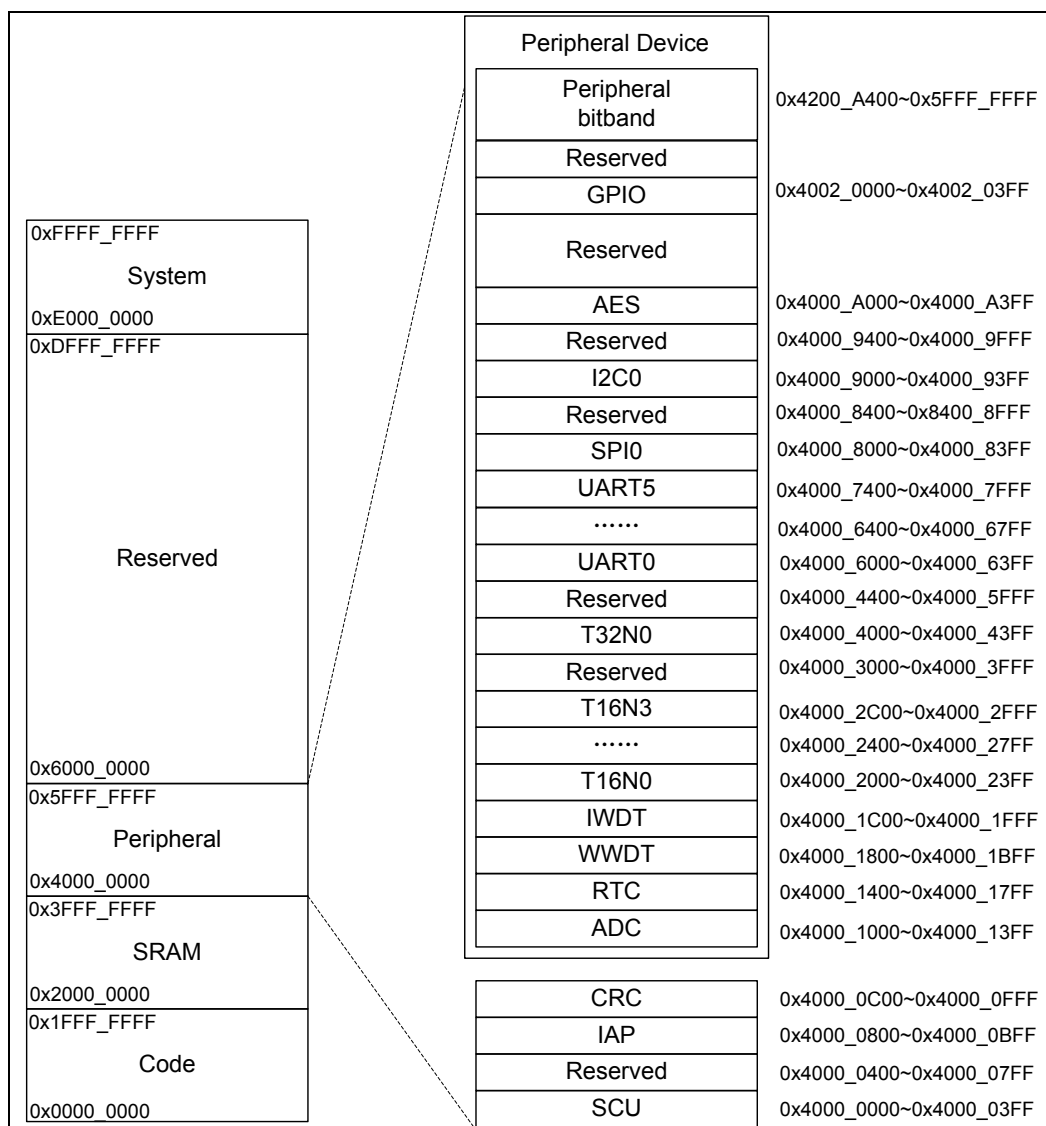 Peripheral Device
Peripheral
bitband
0x4200_A400~0x5FFF_FFFF
Reserved
GPIO
0x4002_0000~0x4002_03FF
Reserved
AES
0x4000_A000~0x4000_A3FF
Reserved
0x4000_9400~0x4000_9FFF
I2C0
0x4000_9000~0x4000_93FF
Reserved
0x4000_8400~0x8400_8FFF
SPI0
0x4000_8000~0x4000_83FF
UART5
0x4000_7400~0x4000_7FFF
......
0x4000_6400~0x4000_67FF
UART0
0x4000_6000~0x4000_63FF
Reserved
0x4000_4400~0x4000_5FFF
T32N0
0x4000_4000~0x4000_43FF
Reserved
0x4000_3000~0x4000_3FFF
T16N3
0x4000_2C00~0x4000_2FFF
......
0x4000_2400~0x4000_27FF
T16N0
0x4000_2000~0x4000_23FF
IWDT
0x4000_1C00~0x4000_1FFF
WWDT
0x4000_1800~0x4000_1BFF
RTC
0x4000_1400~0x4000_17FF
ADC
0x4000_1000~0x4000_13FF
CRC
0x4000_0C00~0x4000_0FFF
IAP
0x4000_0800~0x4000_0BFF
Reserved
0x4000_0400~0x4000_07FF
SCU
0x4000_0000~0x4000_03FF
0xFFFF_FFFF
System
0xE000_0000
0xDFFF_FFFF
Reserved
0x6000_0000
0x5FFF_FFFF
Peripheral
0x4000_0000
0x3FFF_FFFF
SRAM
0x2000_0000
0x1FFF_FFFF
Code
0x0000_0000